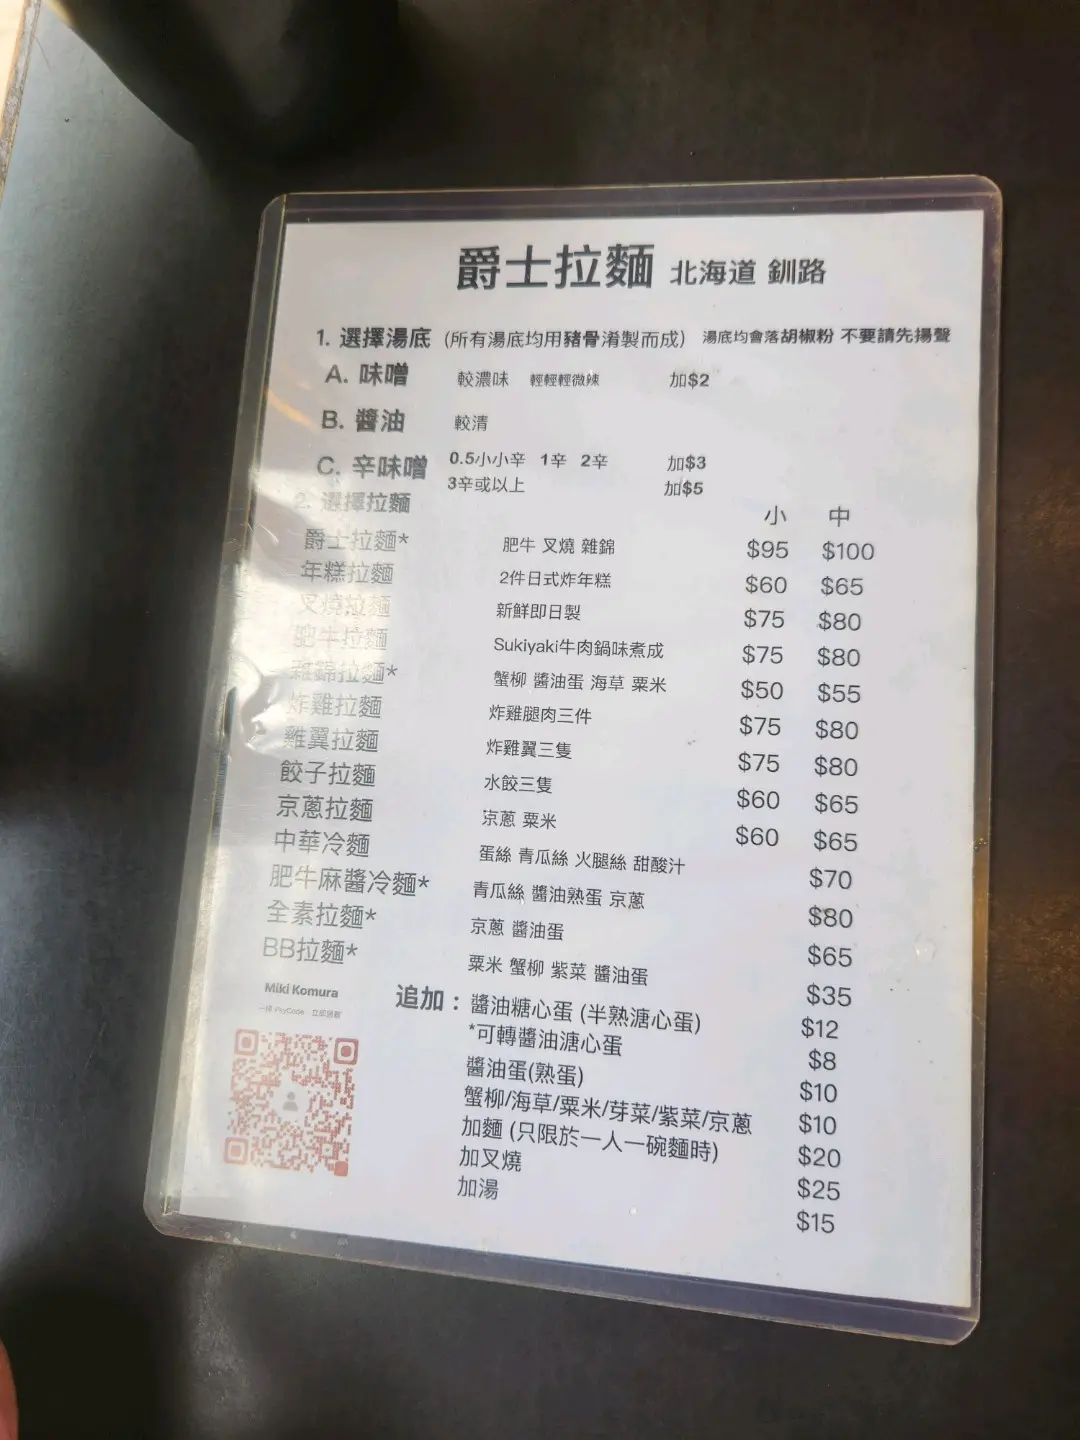 爵士拉麵 北海道 釧路
1. 選擇湯底 (所有湯底均用豬骨淆製而成) 湯底均會落胡椒粉 不要請先揚聲
A. 味噌 較濃味 輕輕輕微辣 加$2
B. 醬油 較清
C. 辛味噌 0.5小小辛 1辛 2辛 加$3
3辛或以上 加$5
2. 選擇拉麵
小 中
爵士拉麵* 肥牛 叉燒 雜錦 $95 $100
年糕拉麵 2件日式炸年糕 $60 $65
叉燒拉麵 新鮮即日製 $75 $80
肥牛拉麵 Sukiyaki牛肉鍋味煮成 $75 $80
雜錦拉麵* 蟹柳 醬油蛋 海草 粟米 $50 $55
炸雞拉麵 炸雞腿肉三件 $75 $80
雞翼拉麵 炸雞翼三隻 $75 $80
餃子拉麵 水餃三隻 $60 $65
京蔥拉麵 京蔥 粟米 $60 $65
中華冷麵 蛋絲 青瓜絲 火腿絲 甜酸汁 $70
肥牛麻醬冷麵* 青瓜絲 醬油熟蛋 京蔥 $80
全素拉麵* 京蔥 醬油蛋 $65
BB拉麵* 粟米 蟹柳 紫菜 醬油蛋 $35
追加 : 醬油糖心蛋 (半熟溏心蛋) $12
*可轉醬油溏心蛋 $8
醬油蛋(熟蛋) $10
蟹柳/海草/粟米/芽菜/紫菜/京蔥 $10
加麵 (只限於一人一碗麵時) $20
加叉燒 $25
加湯 $15
Miki Komura